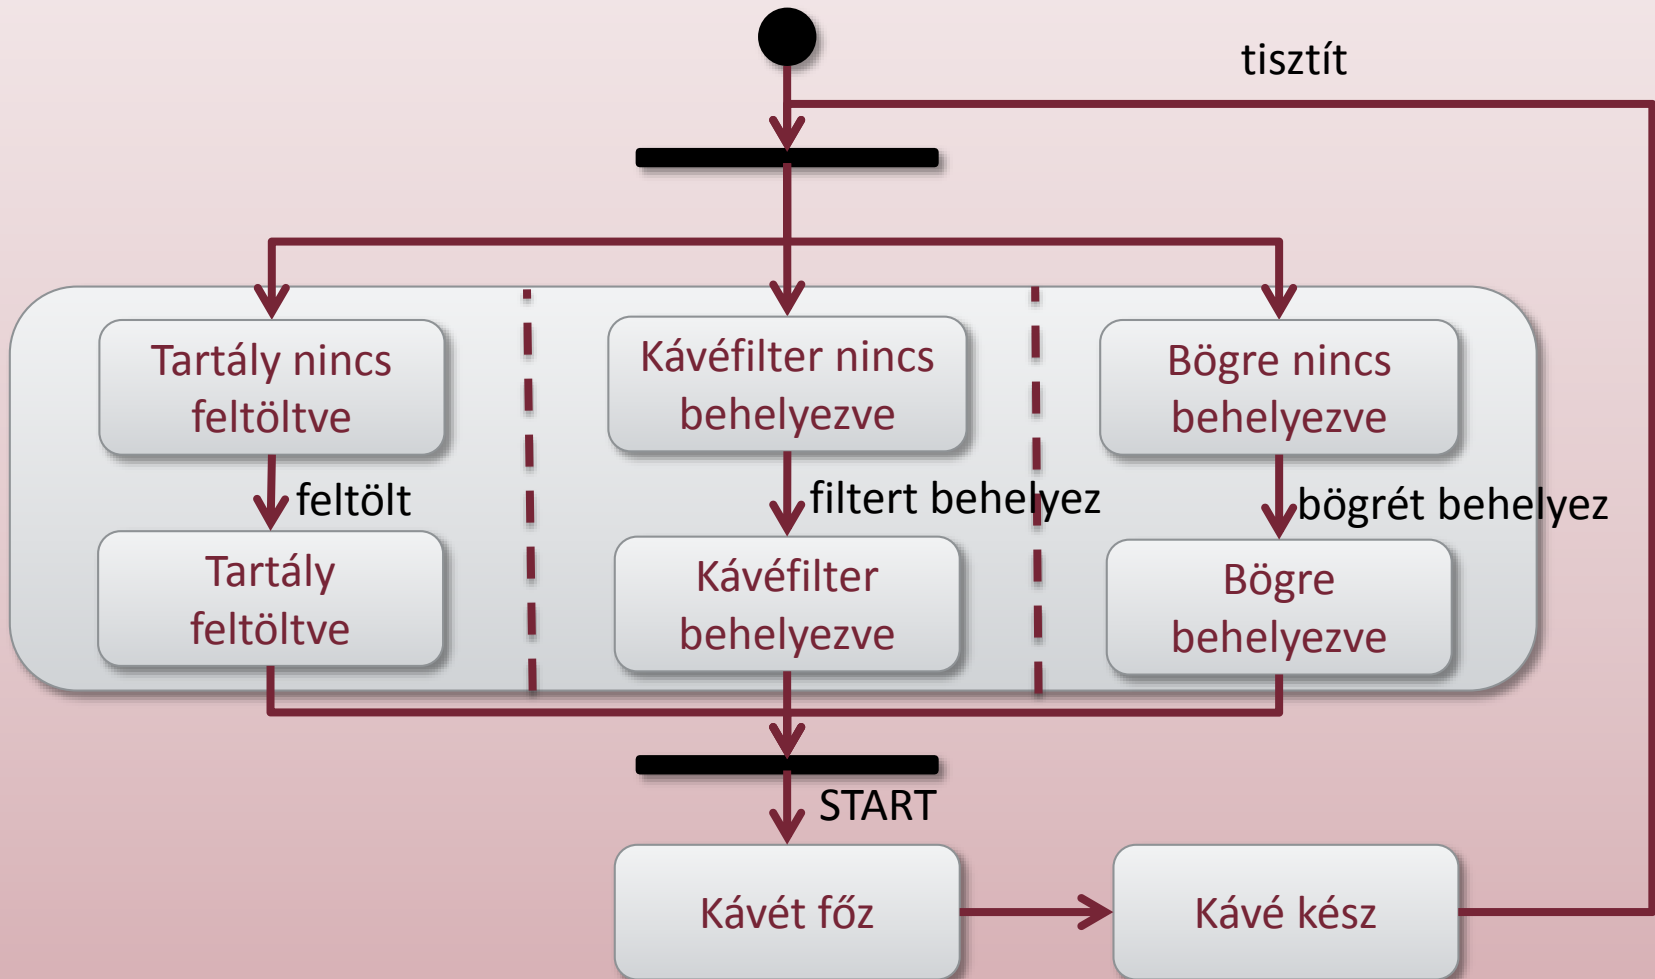 tisztít
Tartály nincs
feltöltve
Kávéfilter nincs
behelyezve
Bögre nincs
behelyezve
feltölt
filtert behelyez
bögrét behelyez
Tartály
feltöltve
Kávéfilter
behelyezve
Bögre
behelyezve
START
Kávét főz
Kávé kész